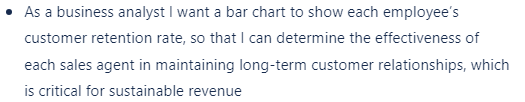 • As a business analyst I want a bar chart to show each employee's
customer retention rate, so that I can determine the effectiveness of
each sales agent in maintaining long-term customer relationships, which
is critical for sustainable revenue